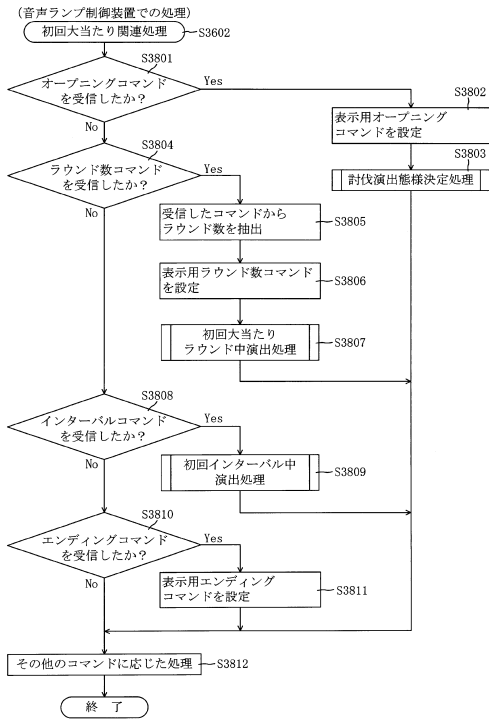 (音声ランプ制御装置での処理)
初回大当たり関連処理
S3602
S3801
オープニングコマンド
を受信したか?
Yes
No
S3802
表示用オープニング
コマンドを設定
S3803
討伐演出態様決定処理
S3804
ラウンド数コマンド
を受信したか?
Yes
No
受信したコマンドから
ラウンド数を抽出
S3805
表示用ラウンド数コマンド
を設定
S3806
初回大当たり
ラウンド中演出処理
S3807
S3808
インターバルコマンド
を受信したか?
Yes
No
初回インターバル中
演出処理
S3809
S3810
エンディングコマンド
を受信したか?
Yes
No
表示用エンディング
コマンドを設定
S3811
その他のコマンドに応じた処理
S3812
終 了